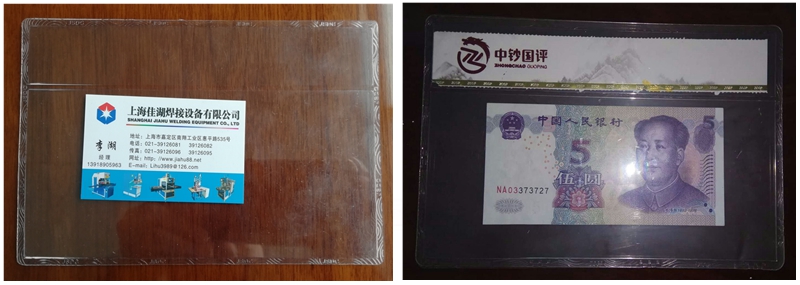 上海佳湖焊接设备有限公司
SHANGHAI JIAHU WELDING EQUIPMENT CO., LTD
李湖
经理
13918905963
地址：上海市嘉定区南翔工业区惠平路535号
电话：021-39126081 39126082
传真：021-39126096 39126095
网址：http://www.jiahu88.net
E-mail：Lihu3989@126.com
中钞国评
ZHONGCHAO GUOPING
中国人民银行
5
5
伍圆
NA03373727